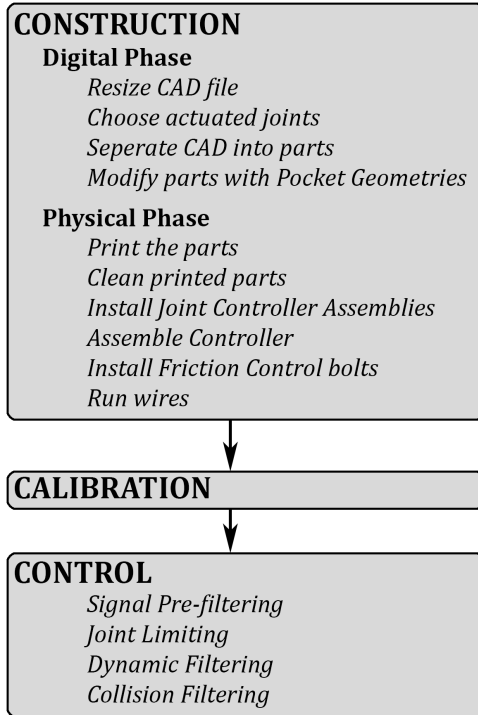 CONSTRUCTION
Digital Phase
Resize CAD file
Choose actuated joints
Seperate CAD into parts
Modify parts with Pocket Geometries
Physical Phase
Print the parts
Clean printed parts
Install Joint Controller Assemblies
Assemble Controller
Install Friction Control bolts
Run wires
CALIBRATION
CONTROL
Signal Pre-filtering
Joint Limiting
Dynamic Filtering
Collision Filtering